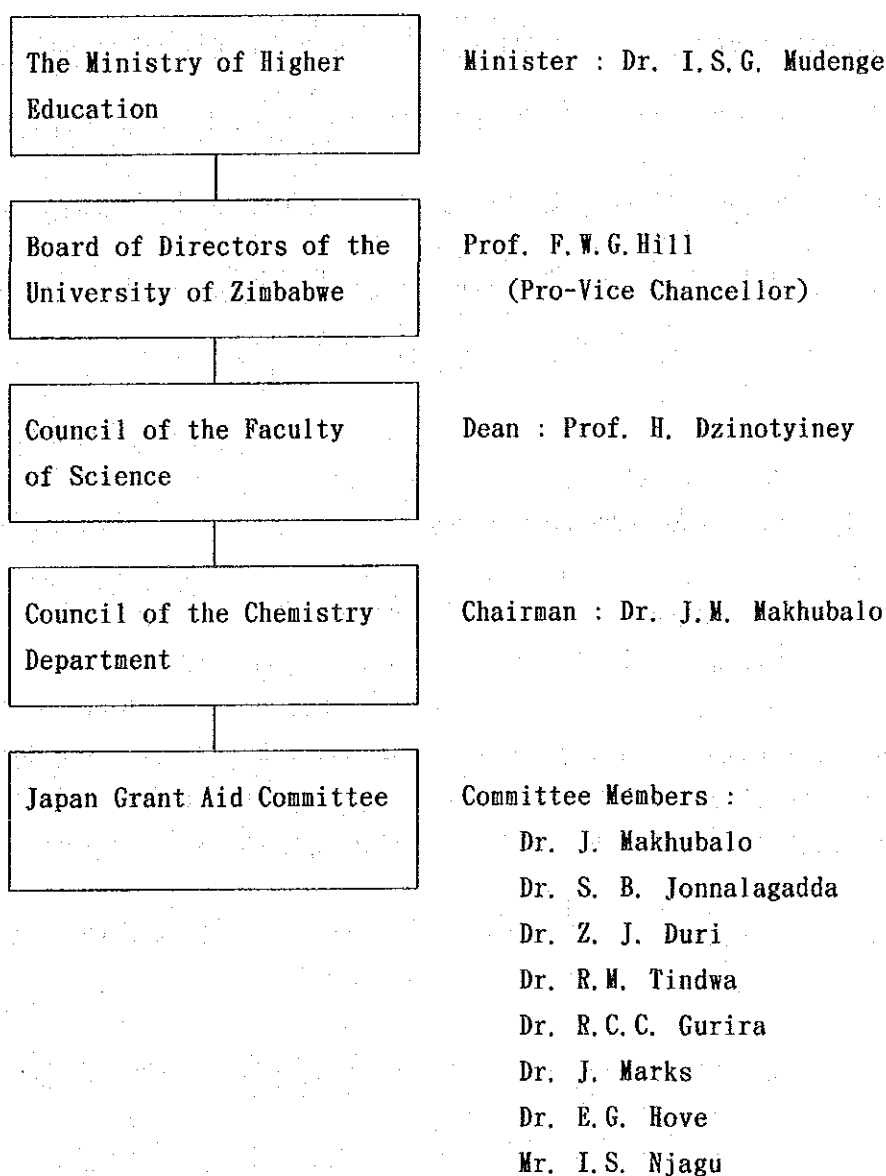 The Ministry of Higher
Education
Minister : Dr. I.S.G. Mudenge
Board of Directors of the
University of Zimbabwe
Prof. F.W.G.Hill
(Pro-Vice Chancellor)
Council of the Faculty
of Science
Dean : Prof. H. Dzinotyiney
Council of the Chemistry
Department
Chairman : Dr. J.M. Makhubalo
Japan Grant Aid Committee
Committee Members :
Dr. J. Makhubalo
Dr. S. B. Jonnalagadda
Dr. Z. J. Duri
Dr. R.M. Tindwa
Dr. R.C.C. Gurira
Dr. J. Marks
Dr. E.G. Hove
Mr. I.S. Njagu